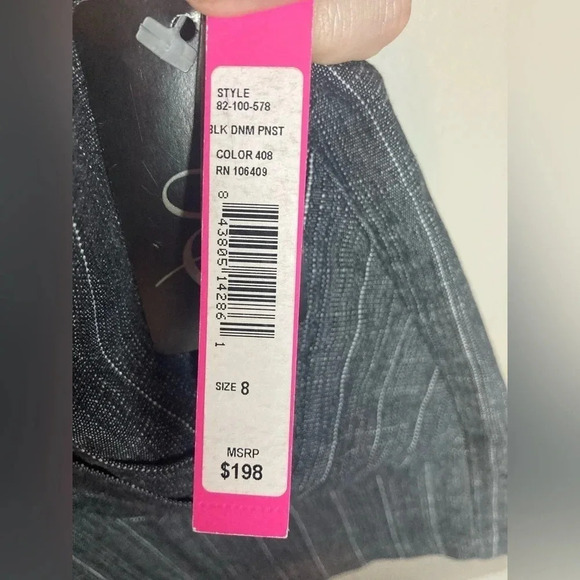 STYLE
82-100-578
BLK DNM PNST
COLOR 408
RN 106409
8 43805 14286 1
SIZE 8
MSRP
$198